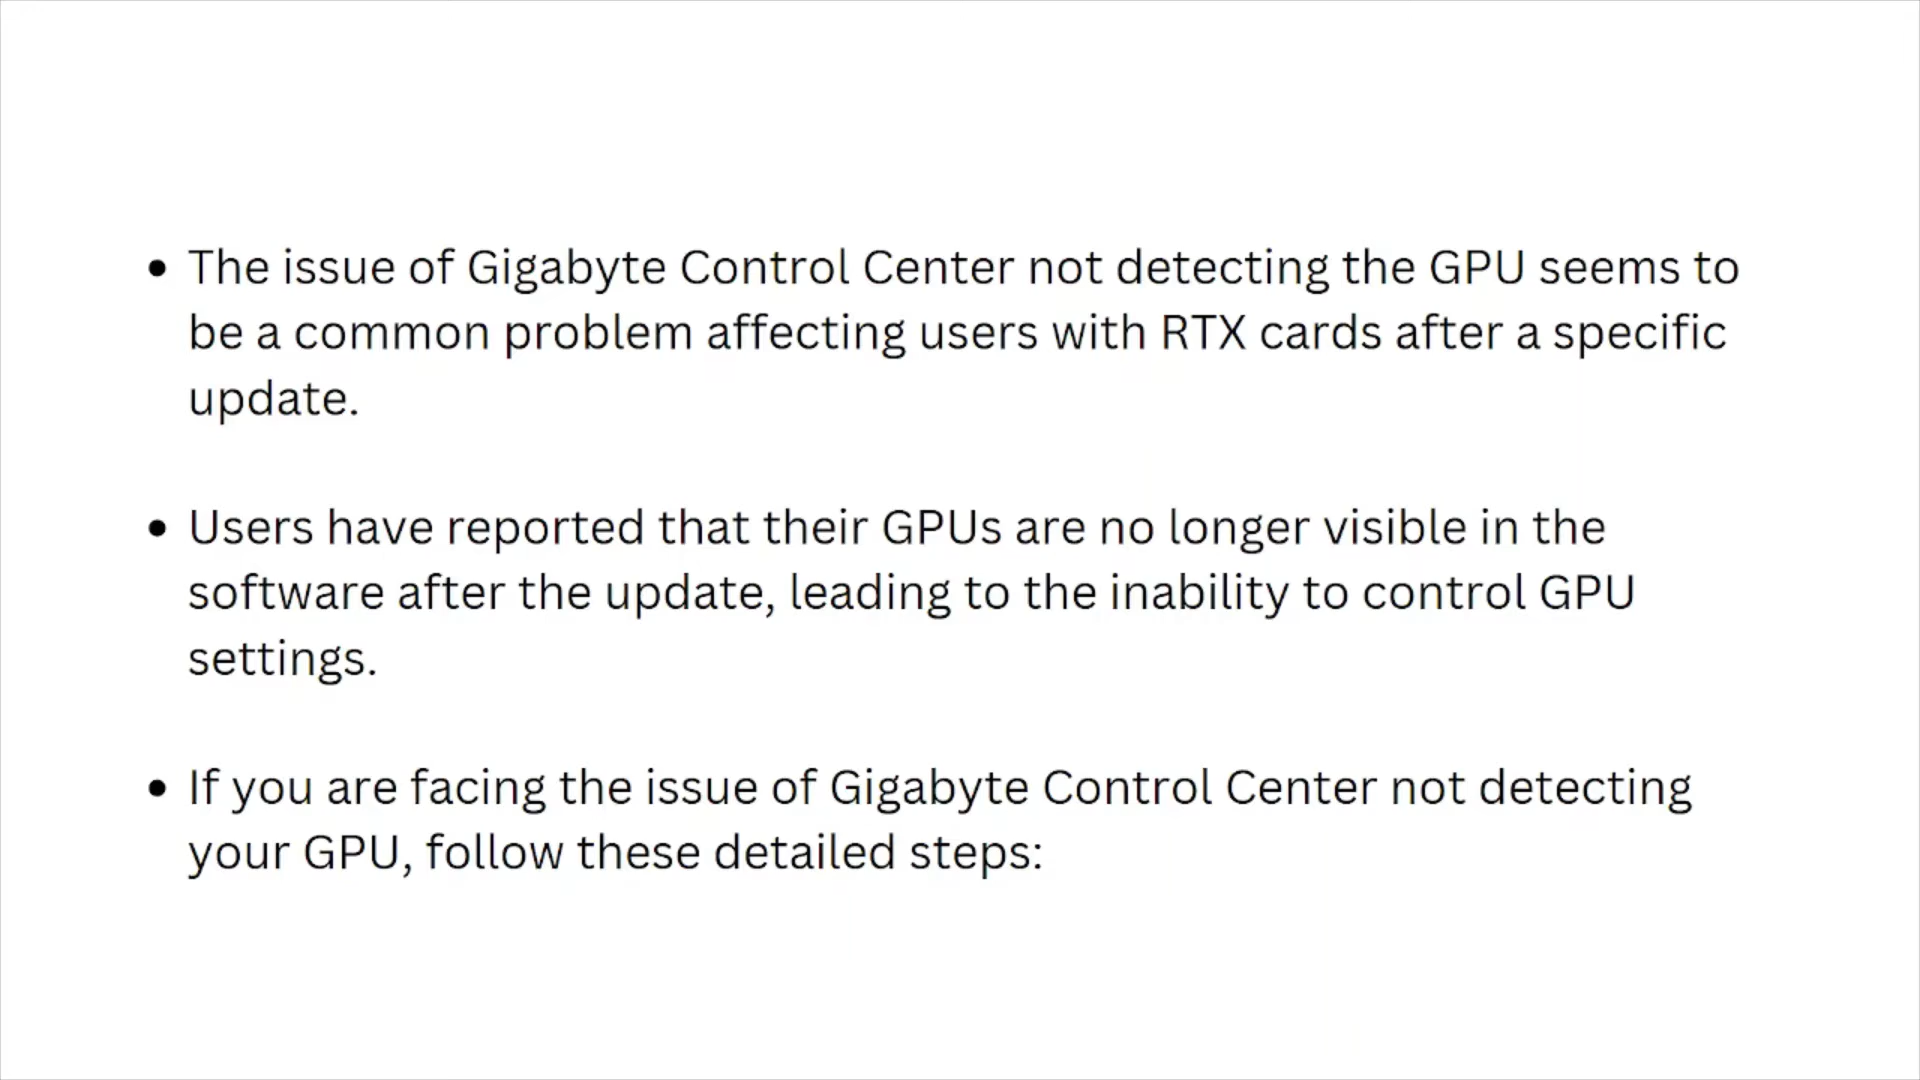 • The issue of Gigabyte Control Center not detecting the GPU seems to
be a common problem affecting users with RTX cards after a specific
update.
• Users have reported that their GPUs are no longer visible in the
software after the update, leading to the inability to control GPU
settings.
• If you are facing the issue of Gigabyte Control Center not detecting
your GPU, follow these detailed steps: